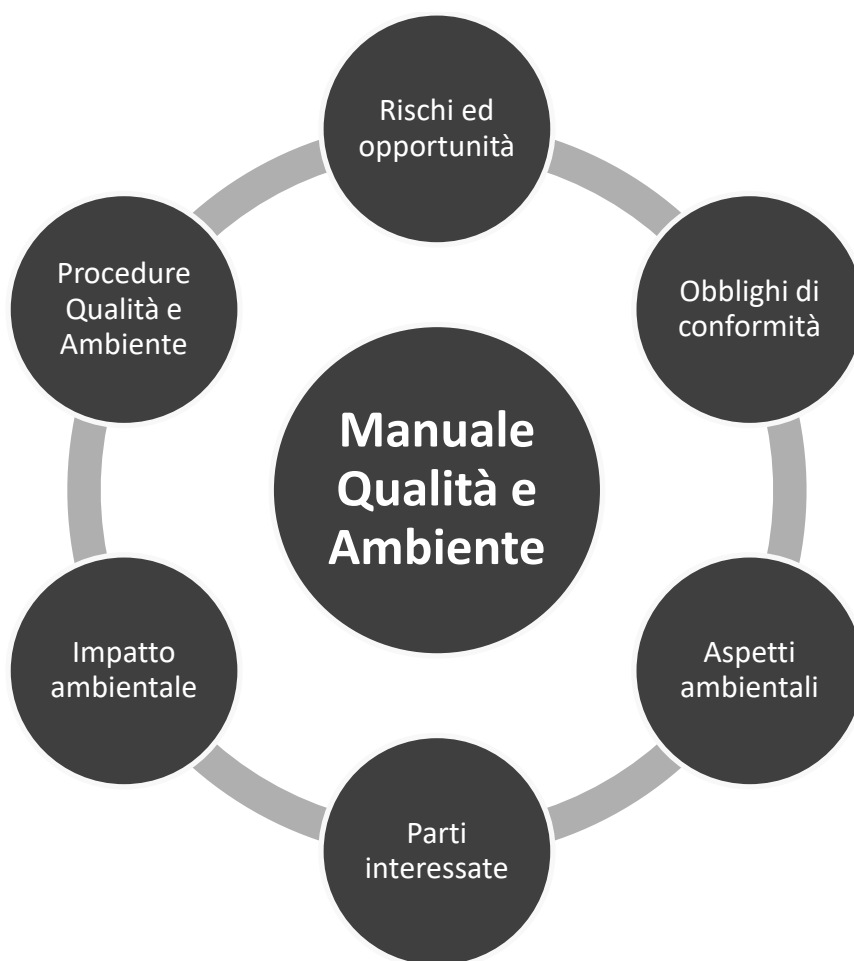 Rischi ed
opportunità
Obblighi di
conformità
Aspetti
ambientali
Parti
interessate
Impatto
ambientale
Procedure
Qualità e
Ambiente
Manuale
Qualità e
Ambiente